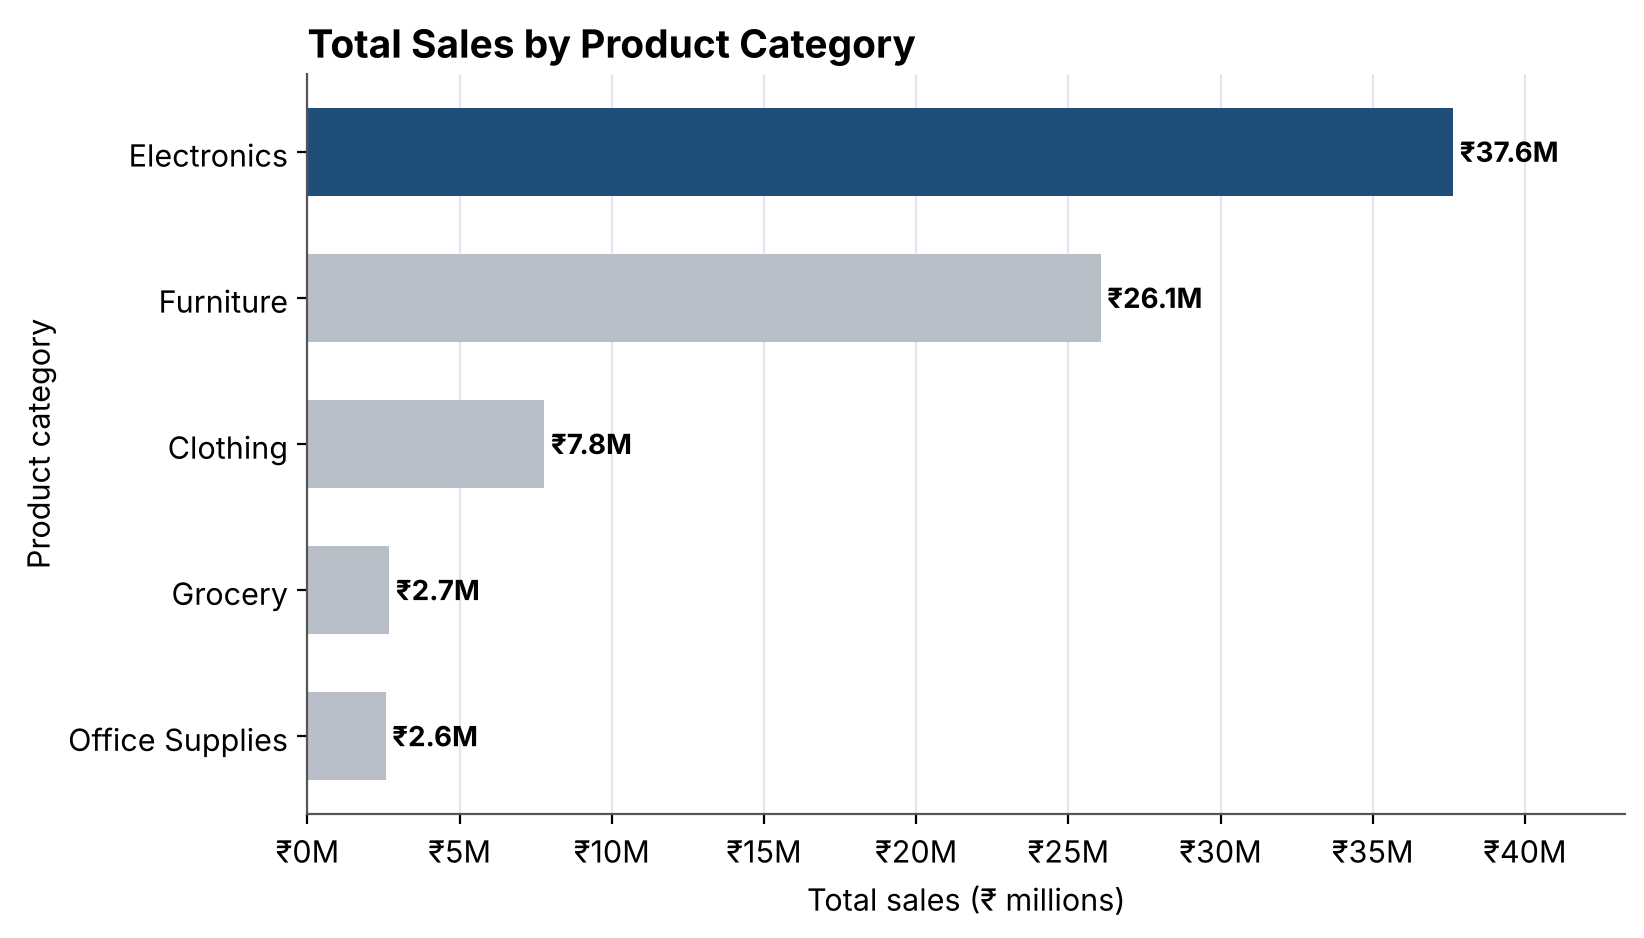 Total Sales by Product Category
Electronics
₹37.6M
Furniture
₹26.1M
Clothing
₹7.8M
Grocery
₹2.7M
Office Supplies
₹2.6M
Product category
₹0M ₹5M ₹10M ₹15M ₹20M ₹25M ₹30M ₹35M ₹40M
Total sales (₹ millions)